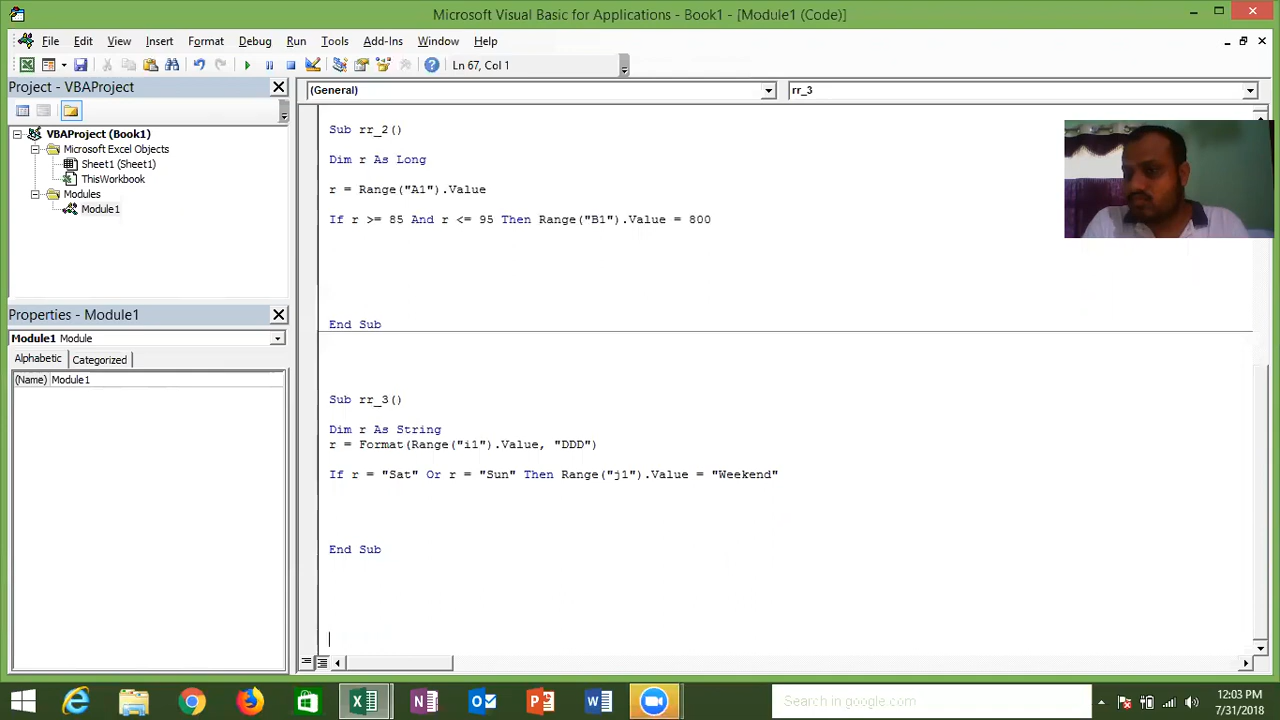 Microsoft Visual Basic for Applications - Book1 - [Module1 (Code)]
File Edit View Insert Format Debug Run Tools Add-Ins Window Help
Ln 67, Col 1
Project - VBAProject
(General)
rr_3
VBAProject (Book1)
Microsoft Excel Objects
Sheet1 (Sheet1)
ThisWorkbook
Modules
Module1
Properties - Module1
Module1 Module
Alphabetic Categorized
(Name) Module1
Sub rr_2()
Dim r As Long
r = Range("A1").Value
If r >= 85 And r <= 95 Then Range("B1").Value = 800
End Sub
Sub rr_3()
Dim r As String
r = Format(Range("i1").Value, "DDD")
If r = "Sat" Or r = "Sun" Then Range("j1").Value = "Weekend"
End Sub
Search in google.com
12:03 PM
7/31/2018